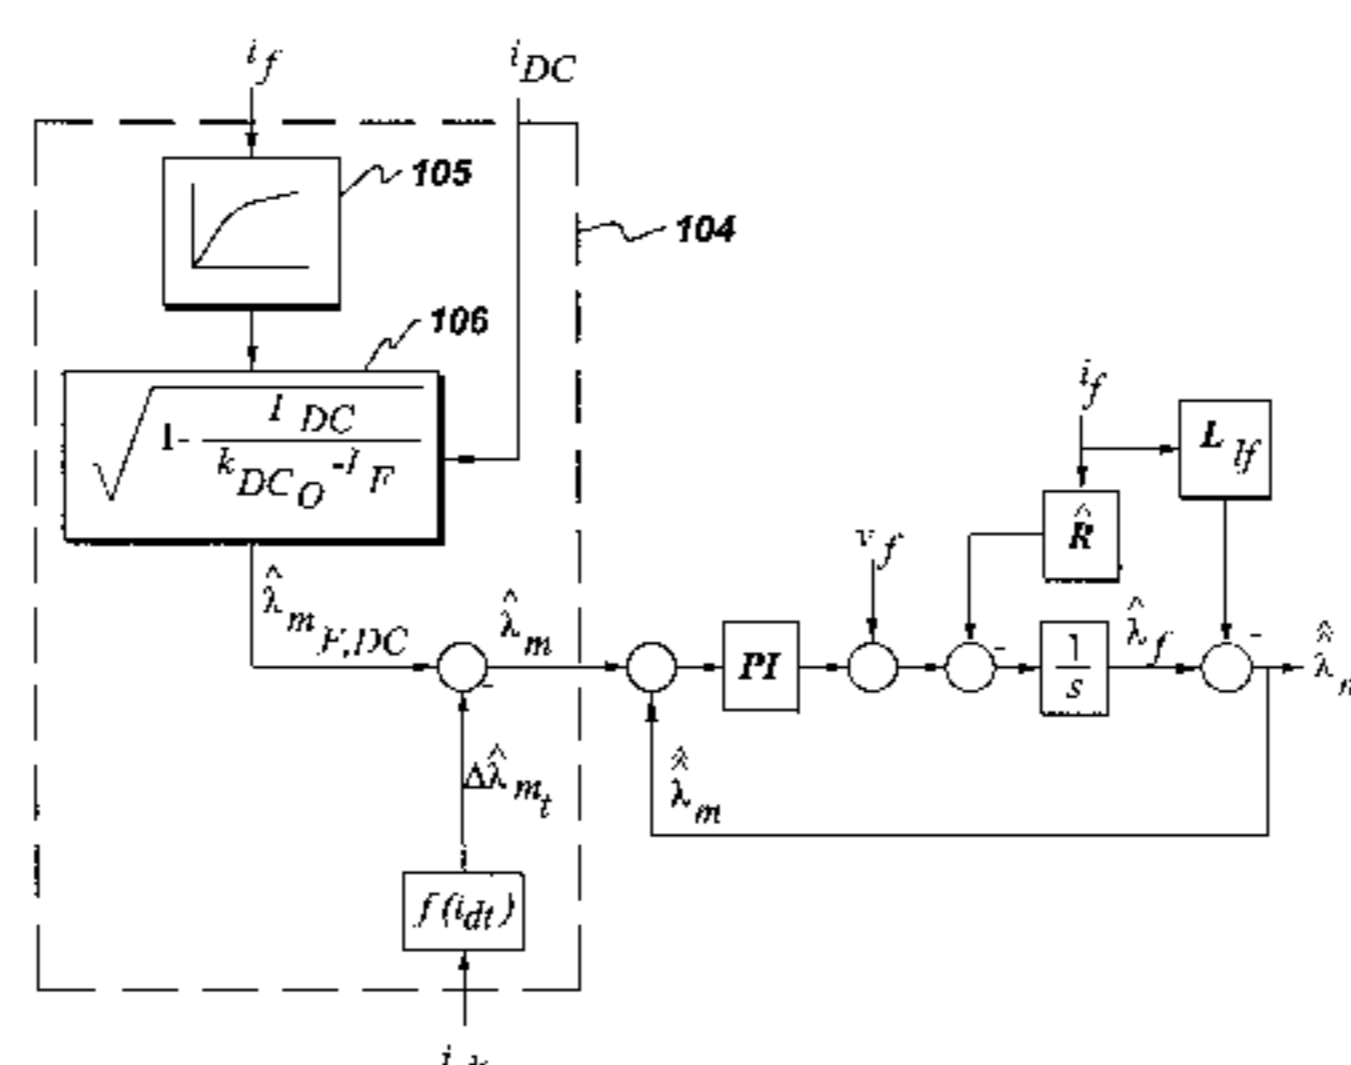 i_f
i_DC
105
104
106
√(1- I_DC / k_DC_O -I_F)
i_f
L_lf
R̂
v_f
λ̂_m_F,DC
λ̂_m
PI
1/s
λ̂_f
-
-
-
λ̂̂
Δλ̂_m_t
λ̂̂_m
f(i_dt)